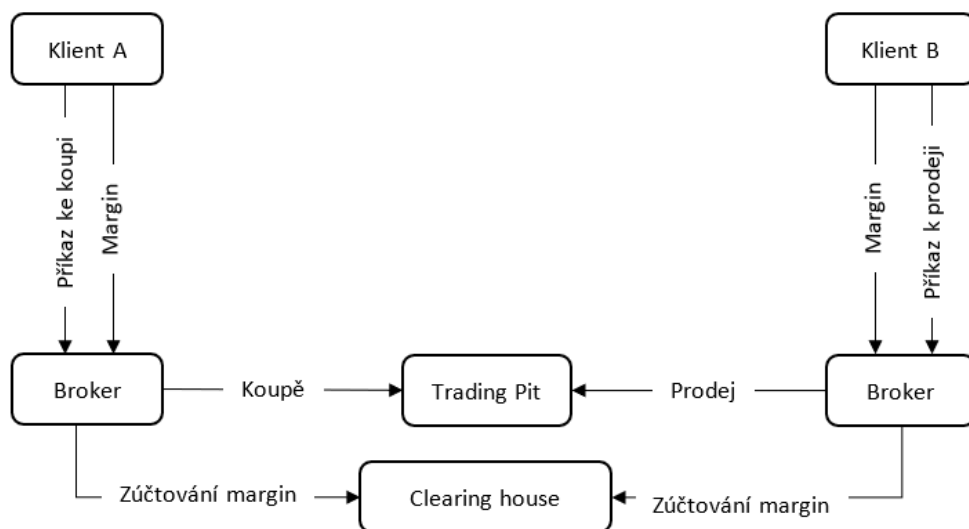 Klient A
Klient B
Příkaz ke koupi
Margin
Margin
Příkaz k prodeji
Broker
Koupě
Trading Pit
Prodej
Broker
Zúčtování margin
Clearing house
Zúčtování margin